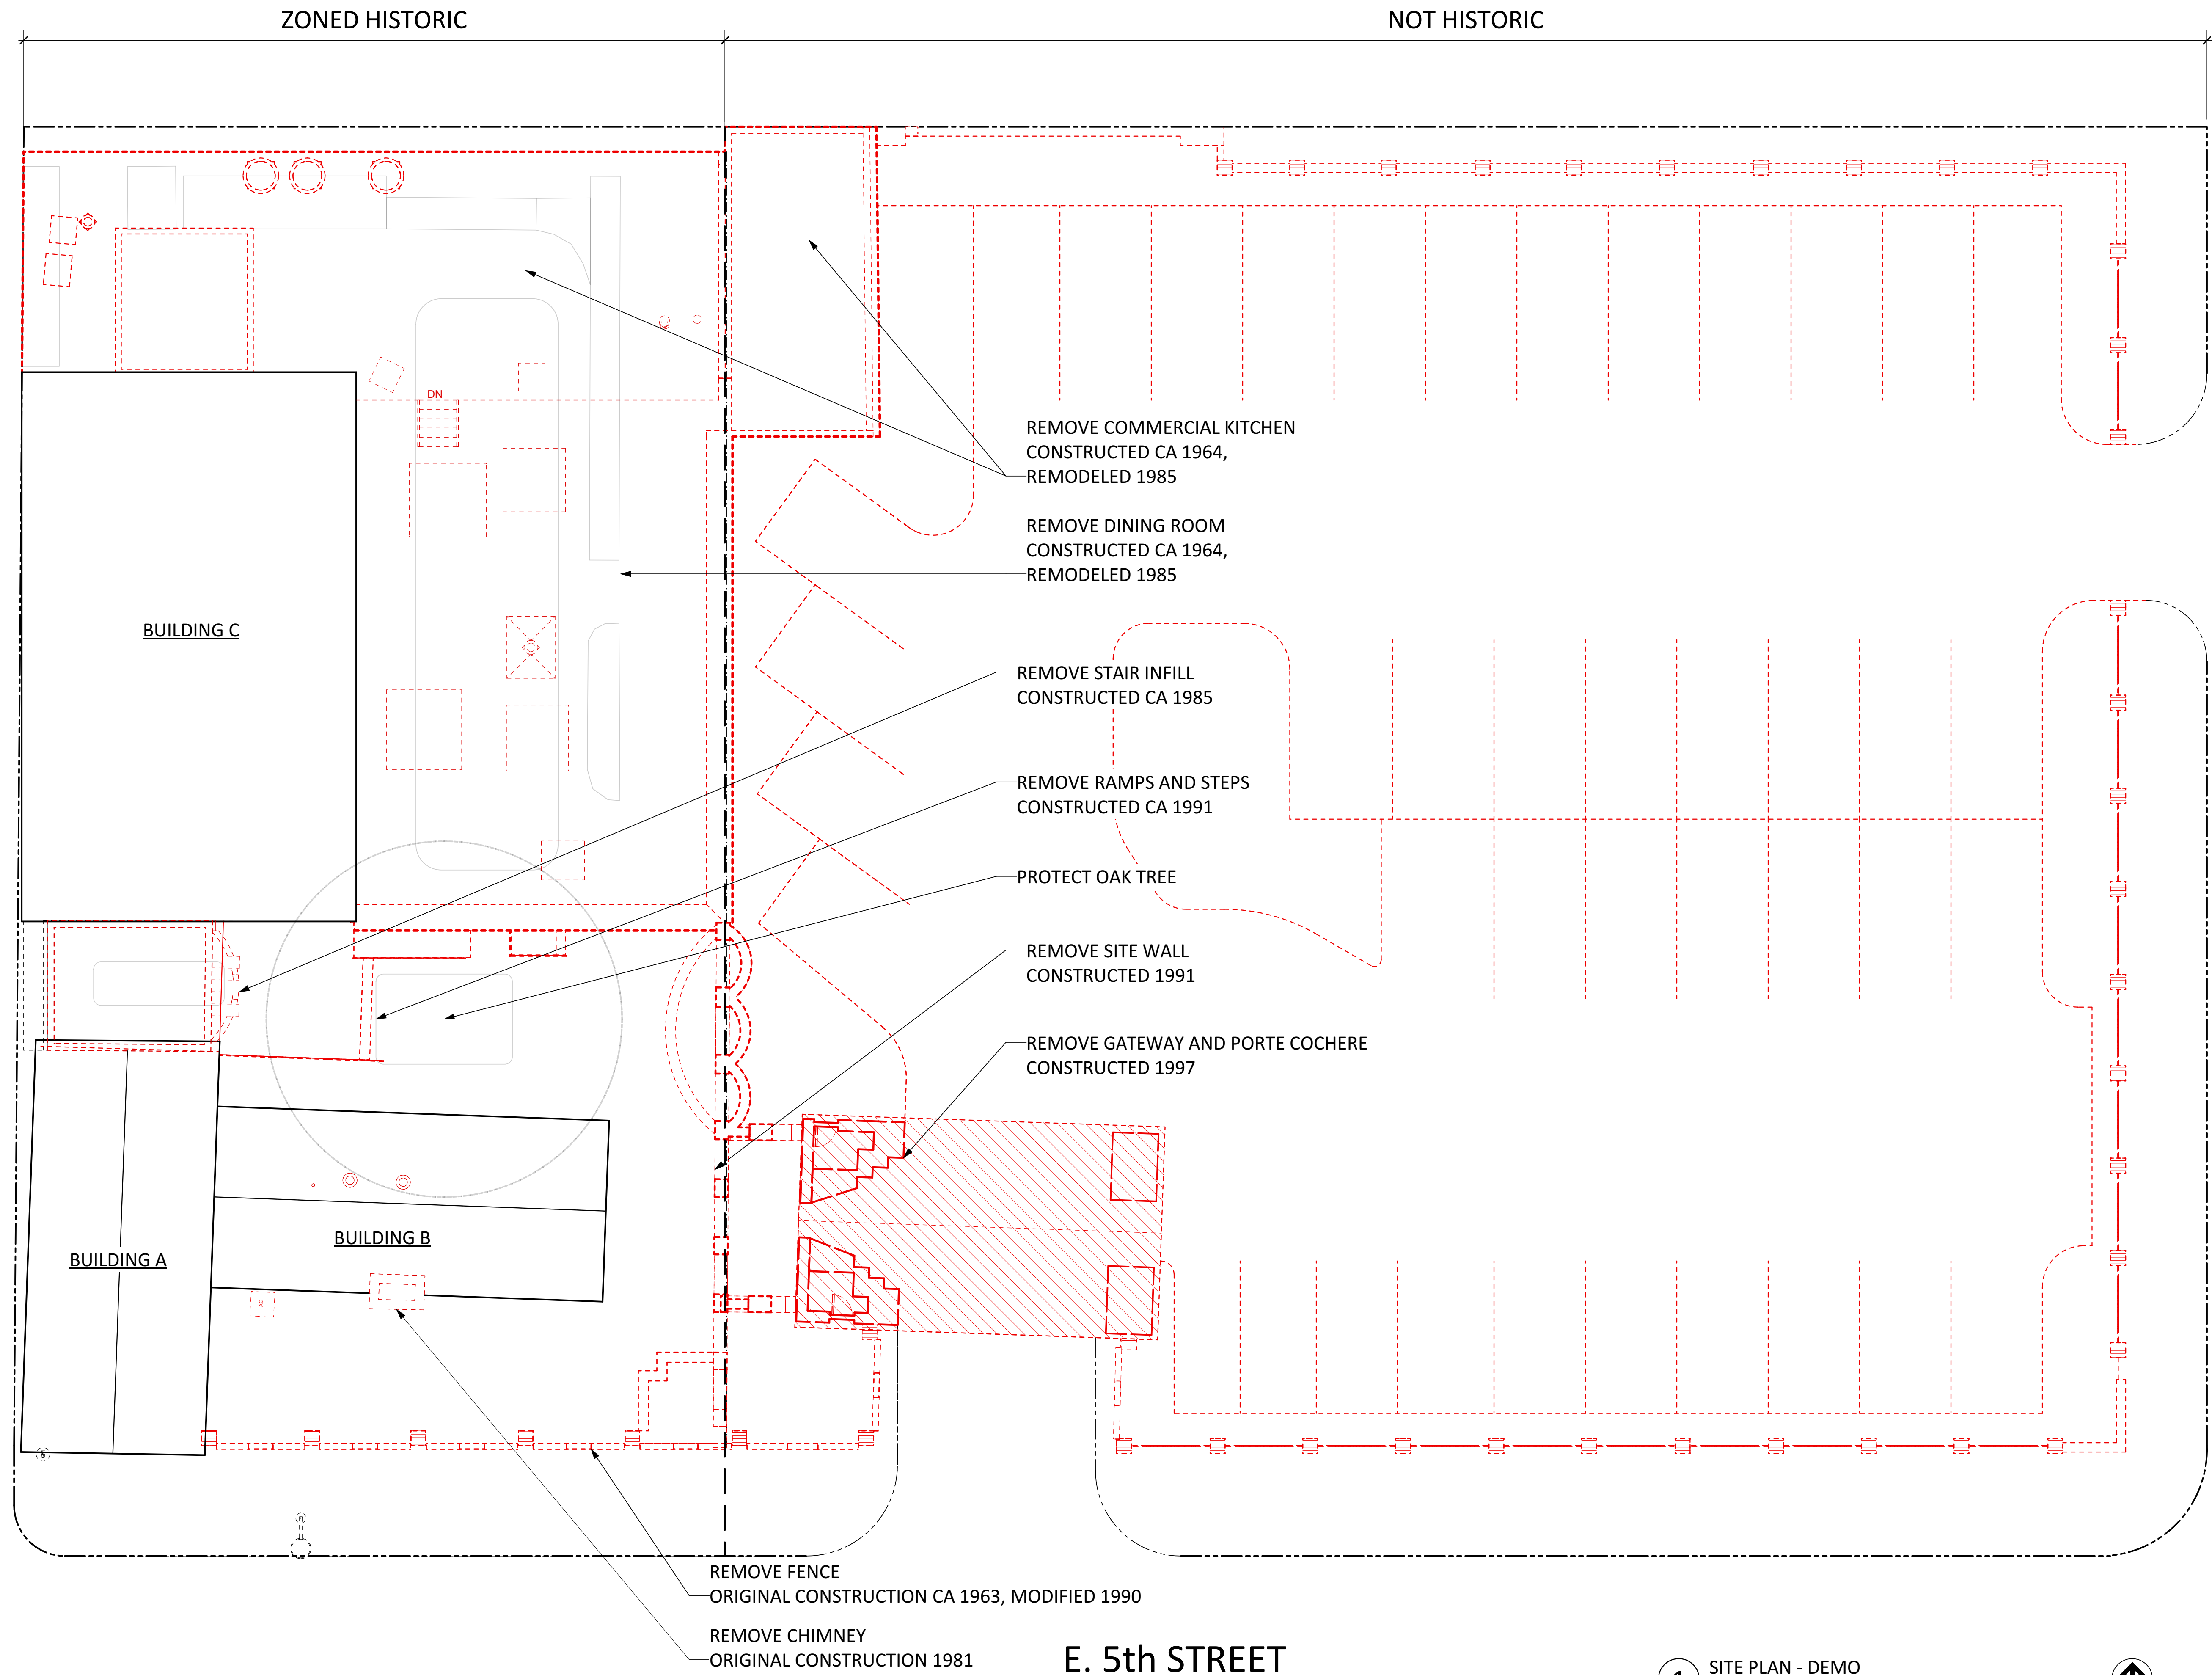 ZONED HISTORIC
NOT HISTORIC
DN
REMOVE COMMERCIAL KITCHEN
CONSTRUCTED CA 1964,
REMODELED 1985
REMOVE DINING ROOM
CONSTRUCTED CA 1964,
REMODELED 1985
BUILDING C
REMOVE STAIR INFILL
CONSTRUCTED CA 1985
REMOVE RAMPS AND STEPS
CONSTRUCTED CA 1991
PROTECT OAK TREE
REMOVE SITE WALL
CONSTRUCTED 1991
REMOVE GATEWAY AND PORTE COCHERE
CONSTRUCTED 1997
BUILDING B
BUILDING A
AC
REMOVE FENCE
ORIGINAL CONSTRUCTION CA 1963, MODIFIED 1990
REMOVE CHIMNEY
ORIGINAL CONSTRUCTION 1981
E. 5th STREET
1 SITE PLAN - DEMO